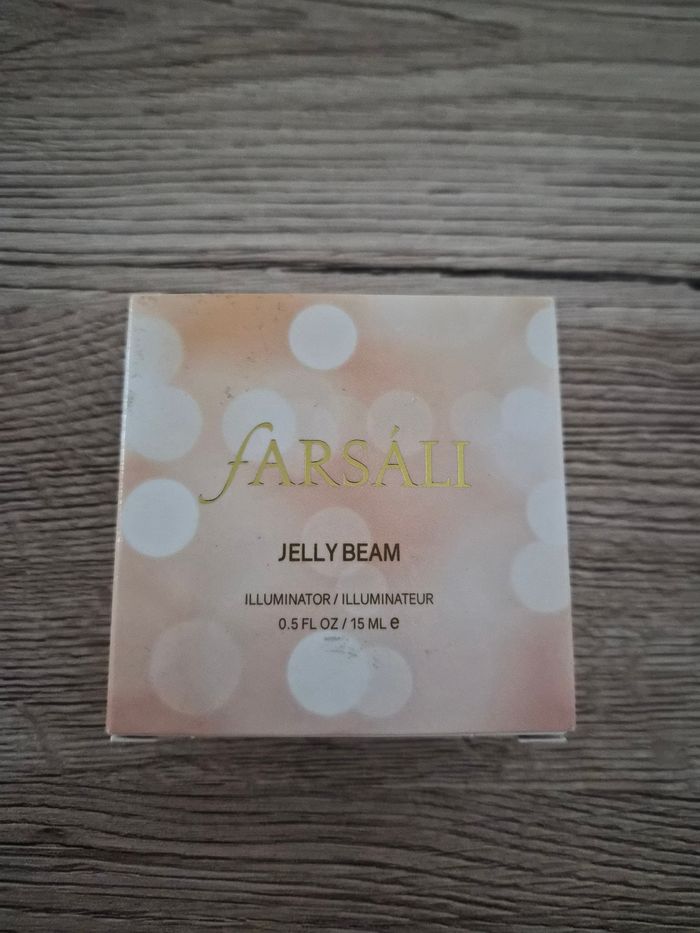 fARSÁLI
JELLY BEAM
ILLUMINATOR / ILLUMINATEUR
0.5 FL OZ / 15 ML e